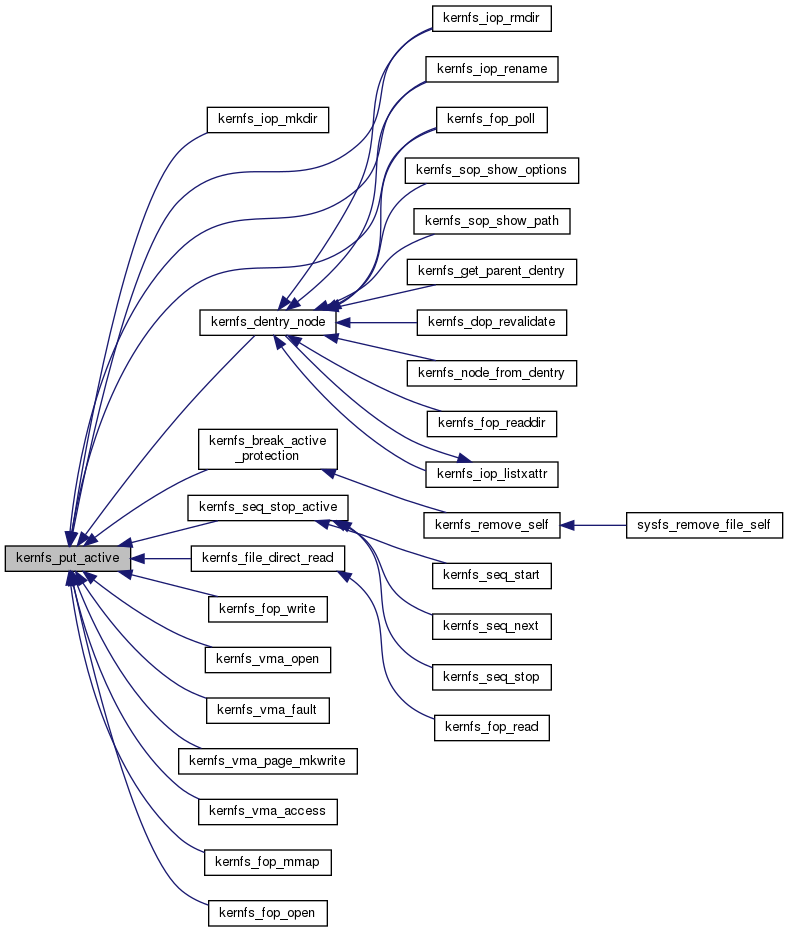 kernfs_iop_rmdir
kernfs_iop_rename
kernfs_iop_mkdir
kernfs_fop_poll
kernfs_sop_show_options
kernfs_sop_show_path
kernfs_get_parent_dentry
kernfs_dentry_node
kernfs_dop_revalidate
kernfs_node_from_dentry
kernfs_fop_readdir
kernfs_break_active
_protection
kernfs_iop_listxattr
kernfs_seq_stop_active
kernfs_remove_self
sysfs_remove_file_self
kernfs_put_active
kernfs_file_direct_read
kernfs_seq_start
kernfs_fop_write
kernfs_seq_next
kernfs_vma_open
kernfs_seq_stop
kernfs_vma_fault
kernfs_fop_read
kernfs_vma_page_mkwrite
kernfs_vma_access
kernfs_fop_mmap
kernfs_fop_open